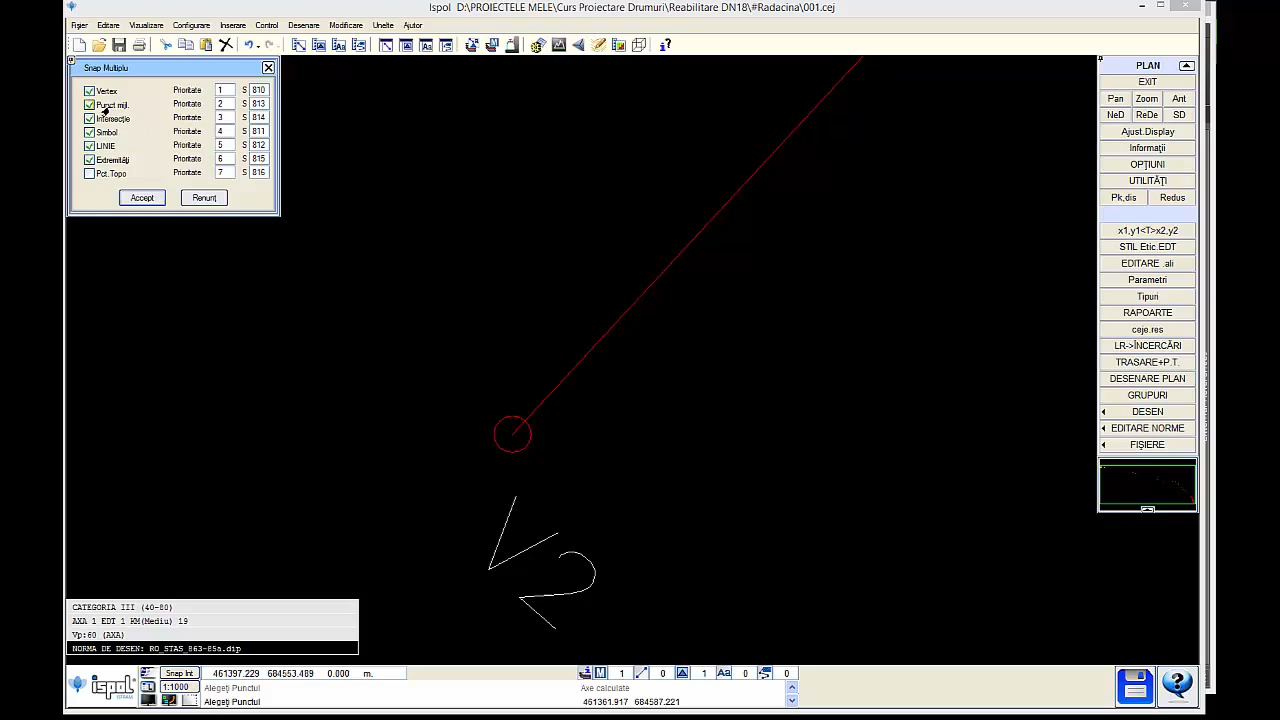 Ispol D:\PROIECTELE MELE\Curs Proiectare Drumuri\Reabilitare DN18\#Radacina\001.cej
Fişier Editare Vizualizare Configurare Inserare Control Desenare Modificare Unelte Ajutor
Snap Multiplu
Vertex Prioritate 1 S 810
Punct mijl. Prioritate 2 S 813
Intersecţie Prioritate 3 S 814
Simbol Prioritate 4 S 811
LINIE Prioritate 5 S 812
Extremităţi Prioritate 6 S 815
Pct.Topo Prioritate 7 S 816
Accept Renunţ
PLAN
EXIT
Pan Zoom Ant
NeD ReDe SD
Ajust.Display
Informaţii
OPŢIUNI
UTILITĂŢI
Pk,dis Redus
x1,y1<T>x2,y2
STIL Etic.EDT
EDITARE .ali
Parametri
Tipuri
RAPOARTE
ceje.res
LR->ÎNCERCĂRI
TRASARE+P.T.
DESENARE PLAN
GRUPURI
DESEN
EDITARE NORME
FIŞIERE
V2
CATEGORIA III (40-80)
AXA 1 EDT 1 KM(Mediu) 19
Vp:60 (AXA)
NORMA DE DESEN: RO_STAS_863-85a.dip
ispol
Snap Int 461397.229 684553.489 0.000 m. M 1 0 1 Aa 0 0
1:1000 Alegeţi Punctul Axe calculate
Alegeţi Punctul 461361.917 684587.221